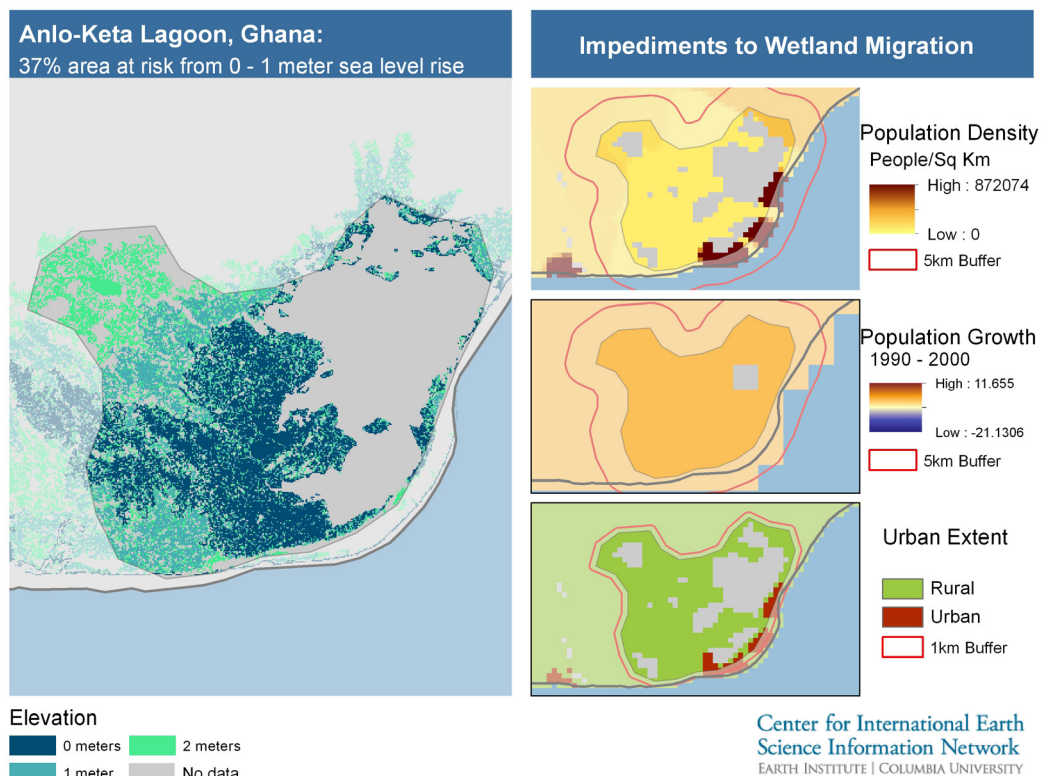 Anlo-Keta Lagoon, Ghana:
37% area at risk from 0 - 1 meter sea level rise
Impediments to Wetland Migration
Population Density
People/Sq Km
High : 872074
Low : 0
5km Buffer
Population Growth
1990 - 2000
High : 11.655
Low : -21.1306
5km Buffer
Urban Extent
Rural
Urban
1km Buffer
Elevation
0 meters
2 meters
1 meter
No data
Center for International Earth
Science Information Network
EARTH INSTITUTE | COLUMBIA UNIVERSITY